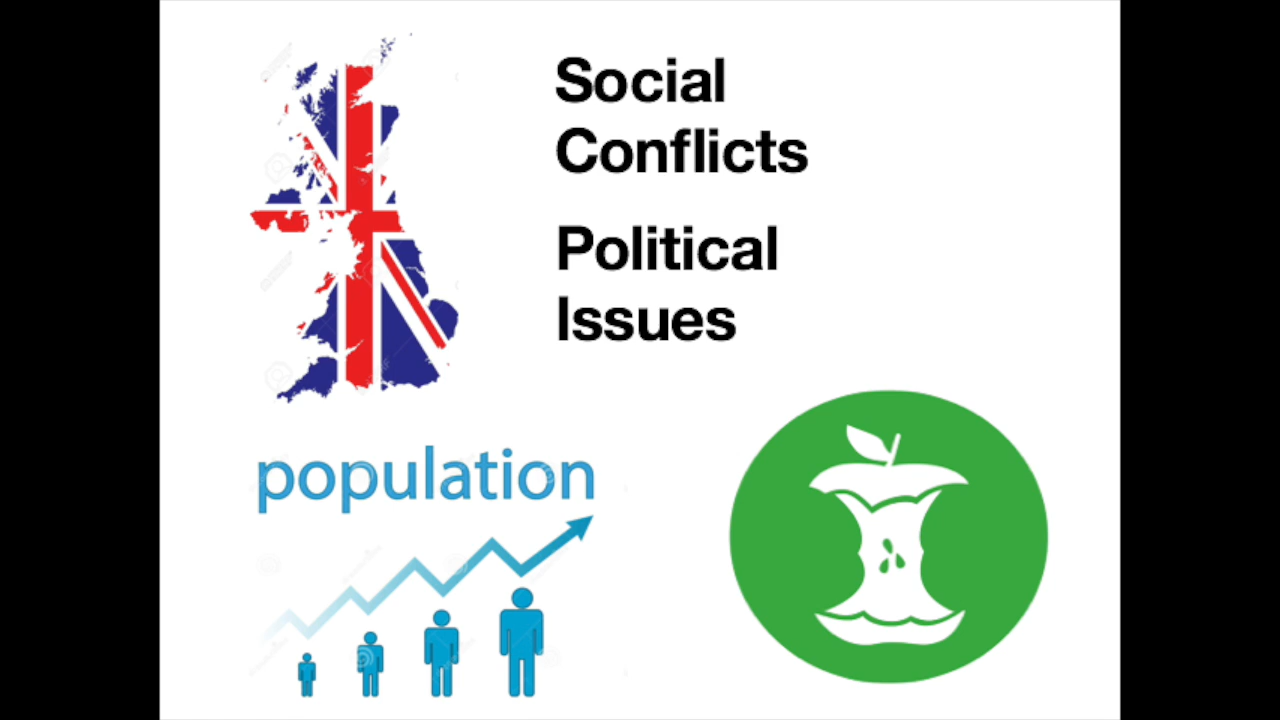 Social
Conflicts
Political
Issues
population